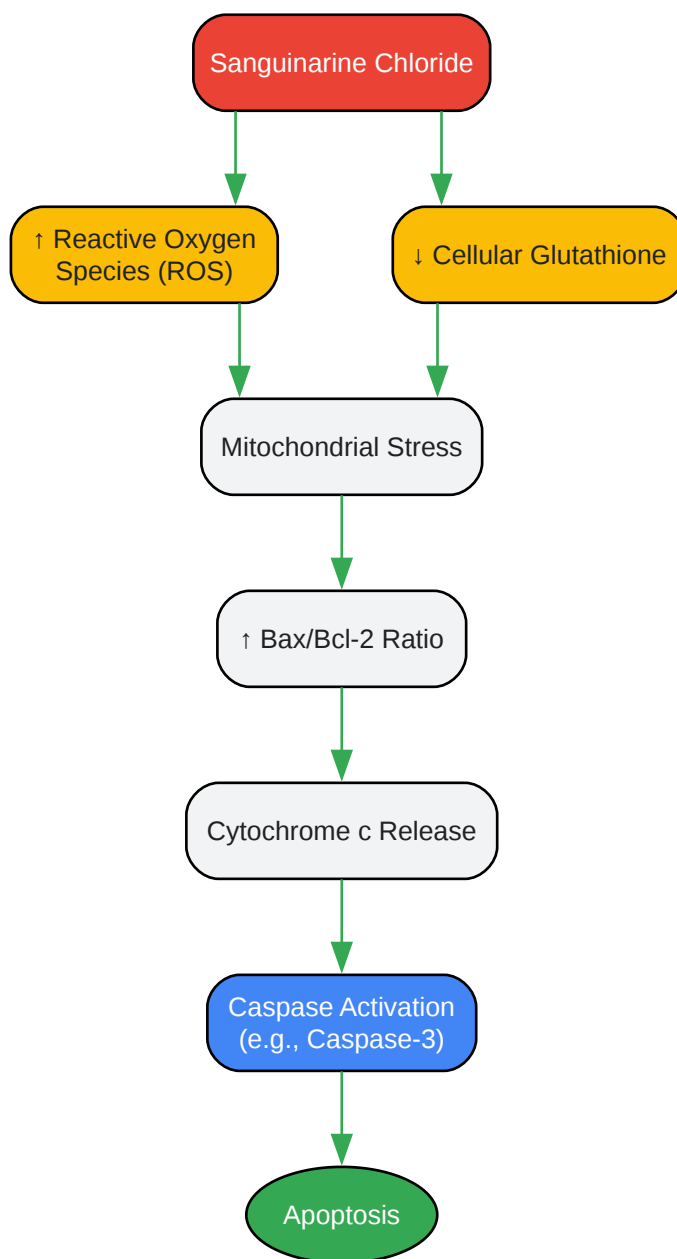 Sanguinarine Chloride
↑ Reactive Oxygen
Species (ROS)
↓ Cellular Glutathione
Mitochondrial Stress
↑ Bax/Bcl-2 Ratio
Cytochrome c Release
Caspase Activation
(e.g., Caspase-3)
Apoptosis